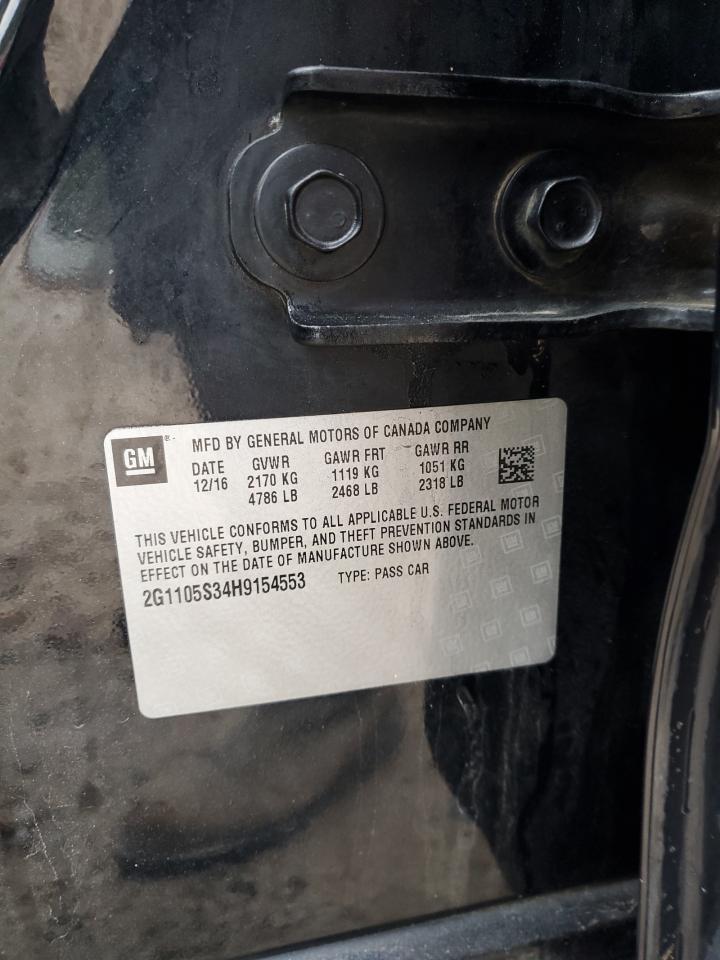 GM
MFD BY GENERAL MOTORS OF CANADA COMPANY
DATE GVWR GAWR FRT GAWR RR
12/16 2170 KG 1119 KG 1051 KG
4786 LB 2468 LB 2318 LB
THIS VEHICLE CONFORMS TO ALL APPLICABLE U.S. FEDERAL MOTOR
VEHICLE SAFETY, BUMPER, AND THEFT PREVENTION STANDARDS IN
EFFECT ON THE DATE OF MANUFACTURE SHOWN ABOVE.
2G1105S34H9154553 TYPE: PASS CAR